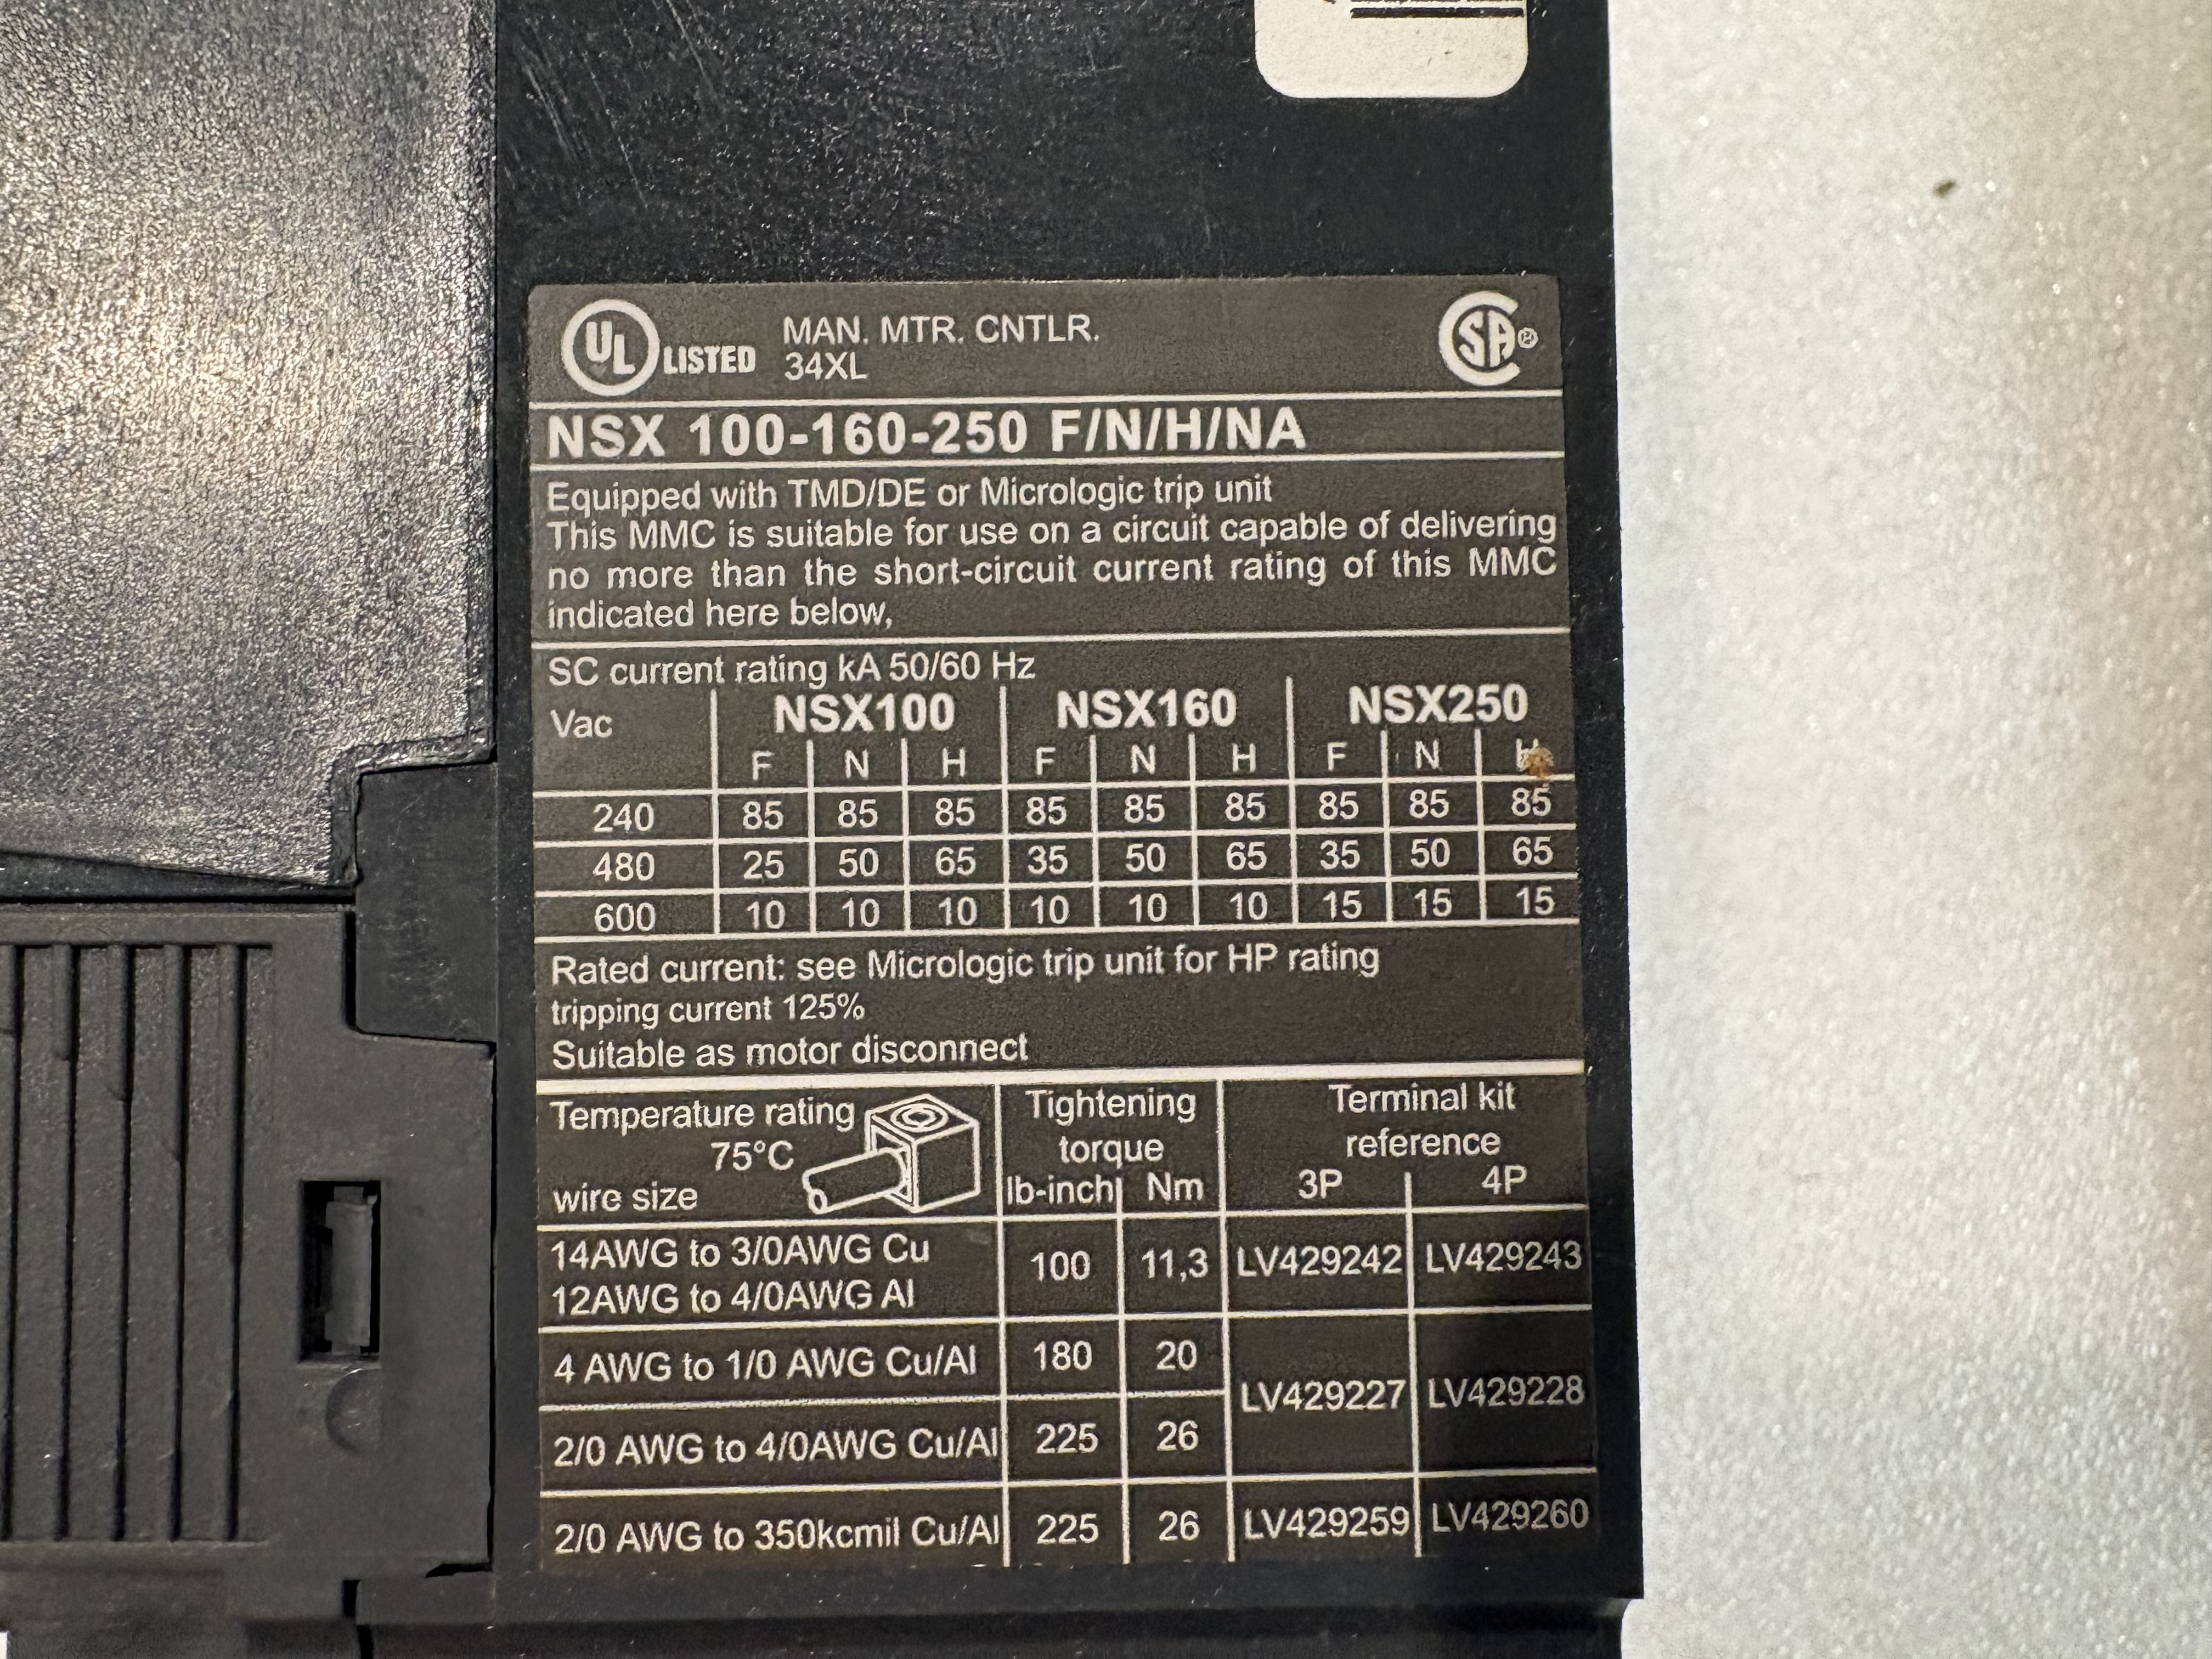 UL LISTED MAN. MTR. CNTLR.
34XL
SA
NSX 100-160-250 F/N/H/NA
Equipped with TMD/DE or Micrologic trip unit
This MMC is suitable for use on a circuit capable of delivering
no more than the short-circuit current rating of this MMC
indicated here below,
SC current rating kA 50/60 Hz
Vac NSX100 NSX160 NSX250
F N H F N H F N H
240 85 85 85 85 85 85 85 85 85
480 25 50 65 35 50 65 35 50 65
600 10 10 10 10 10 10 15 15 15
Rated current: see Micrologic trip unit for HP rating
tripping current 125%
Suitable as motor disconnect
Temperature rating Tightening Terminal kit
75°C torque reference
wire size lb-inch Nm 3P 4P
14AWG to 3/0AWG Cu
12AWG to 4/0AWG Al 100 11,3 LV429242 LV429243
4 AWG to 1/0 AWG Cu/Al 180 20
LV429227 LV429228
2/0 AWG to 4/0AWG Cu/Al 225 26
2/0 AWG to 350kcmil Cu/Al 225 26 LV429259 LV429260